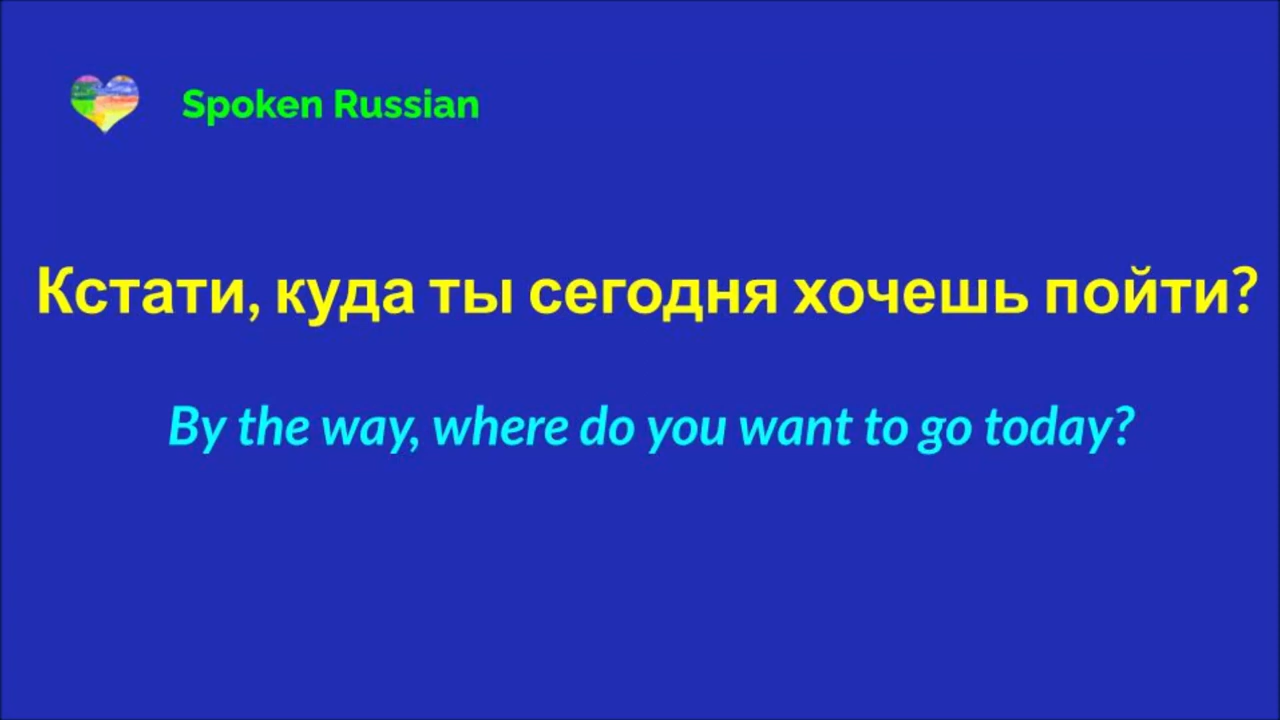 Spoken Russian
Кстати, куда ты сегодня хочешь пойти?
By the way, where do you want to go today?